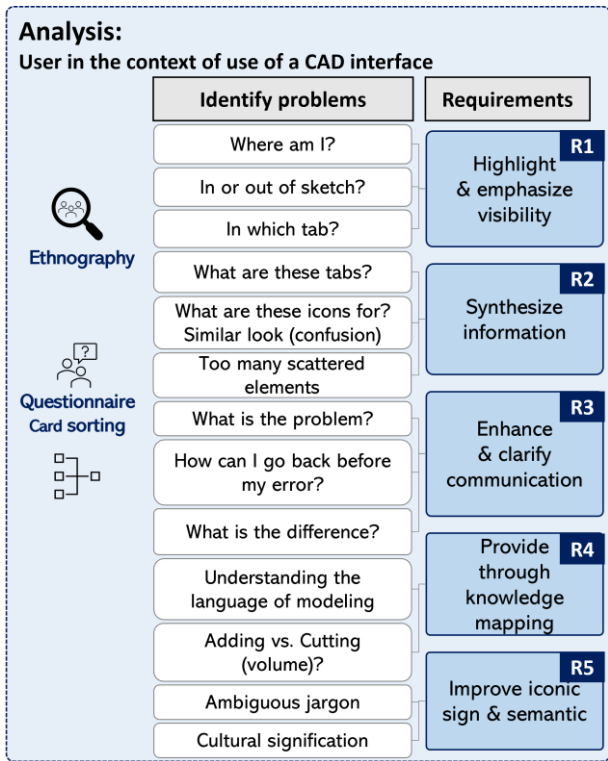 Analysis:
User in the context of use of a CAD interface
Identify problems
Requirements
Ethnography
Questionnaire
Card sorting
Where am I?
In or out of sketch?
In which tab?
What are these tabs?
What are these icons for?
Similar look (confusion)
Too many scattered
elements
What is the problem?
How can I go back before
my error?
What is the difference?
Understanding the
language of modeling
Adding vs. Cutting
(volume)?
Ambiguous jargon
Cultural signification
R1
Highlight
& emphasize
visibility
R2
Synthesize
information
R3
Enhance
& clarify
communication
R4
Provide
through
knowledge
mapping
R5
Improve iconic
sign & semantic